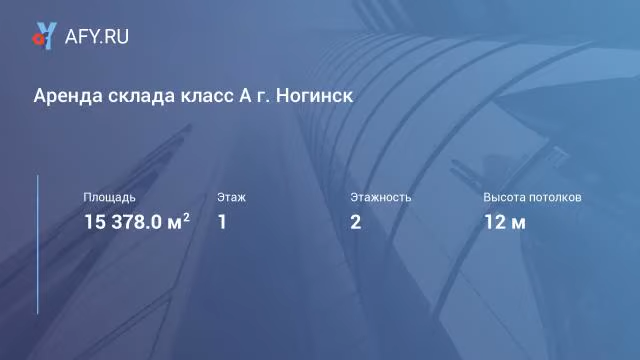 AFY.RU
Аренда склада класс А г. Ногинск
Площадь Этаж Этажность Высота потолков
15 378.0 м² 1 2 12 м